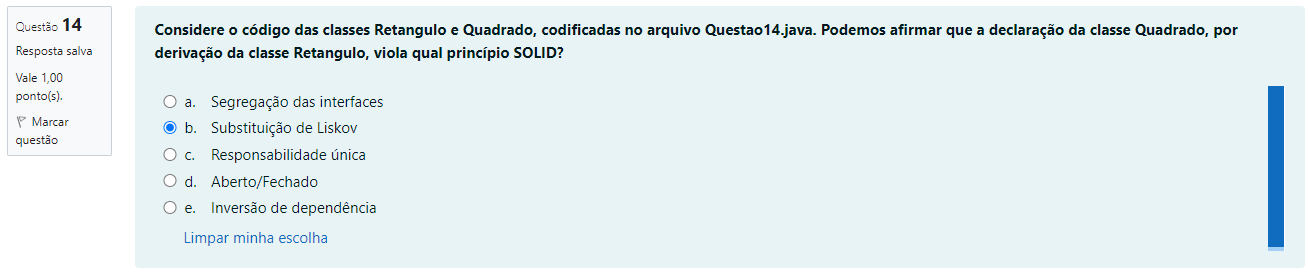 Questão 14
Resposta salva
Vale 1,00
ponto(s).
Marcar
questão
Considere o código das classes Retangulo e Quadrado, codificadas no arquivo Questao14.java. Podemos afirmar que a declaração da classe Quadrado, por
derivação da classe Retangulo, viola qual princípio SOLID?
a. Segregação das interfaces
b. Substituição de Liskov
c. Responsabilidade única
d. Aberto/Fechado
e. Inversão de dependência
Limpar minha escolha